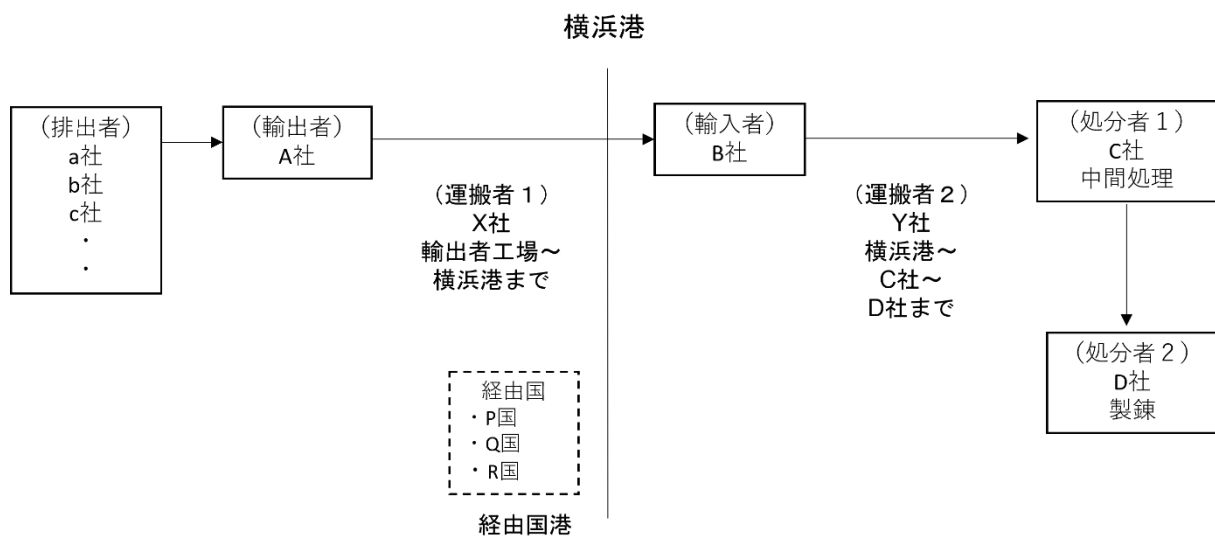 横浜港
（排出者）
a社
b社
c社
・
・
（輸出者）
A社
（運搬者１）
X社
輸出者工場～
横浜港まで
（輸入者）
B社
（運搬者２）
Y社
横浜港～
C社～
D社まで
（処分者１）
C社
中間処理
（処分者２）
D社
製錬
経由国
・P国
・Q国
・R国
経由国港